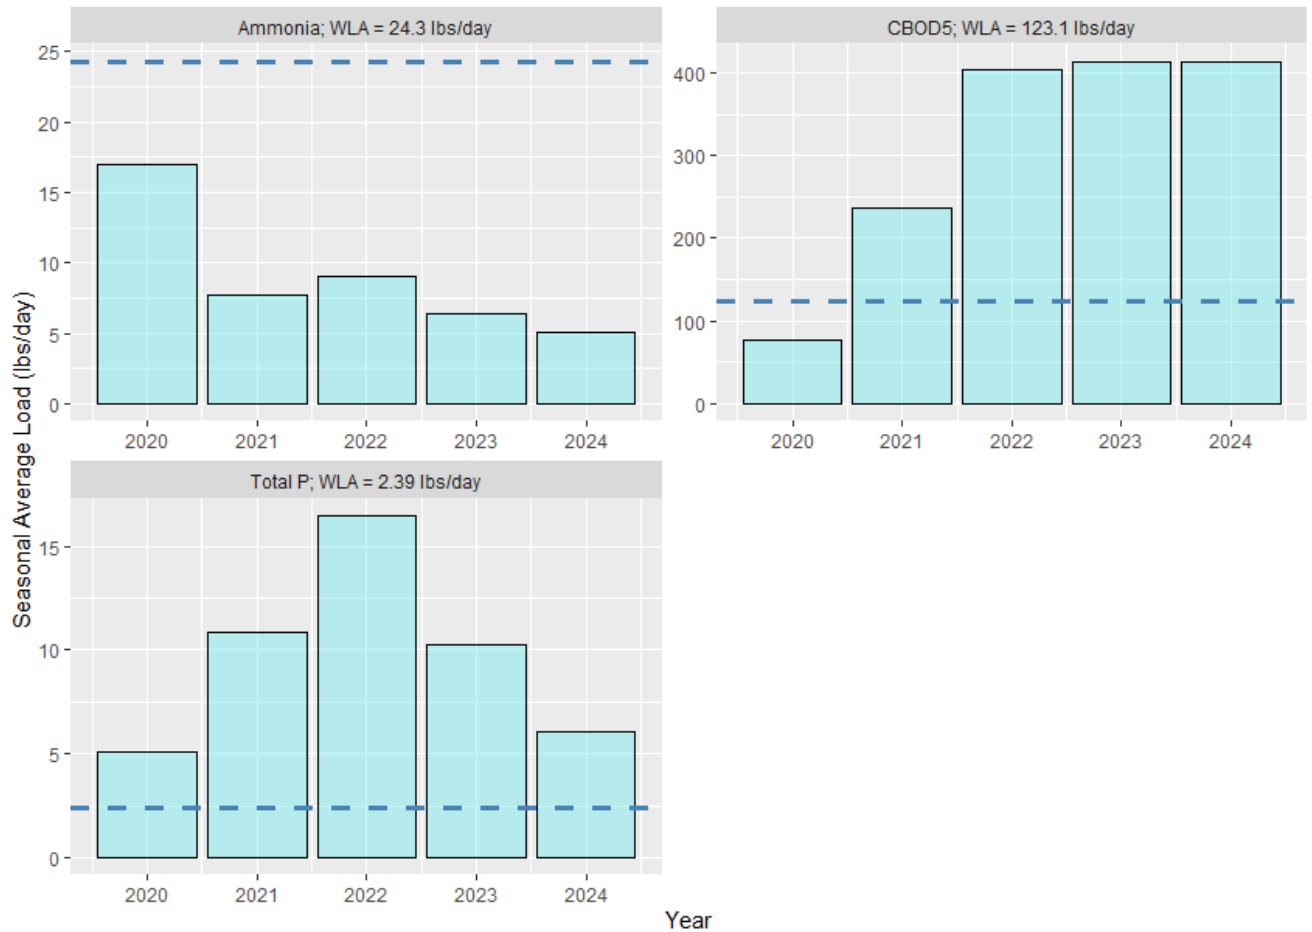 Ammonia; WLA = 24.3 lbs/day
25
20
15
10
5
0
2020 2021 2022 2023 2024
CBOD5; WLA = 123.1 lbs/day
400
300
200
100
0
2020 2021 2022 2023 2024
Total P; WLA = 2.39 lbs/day
15
10
5
0
2020 2021 2022 2023 2024
Seasonal Average Load (lbs/day)
Year